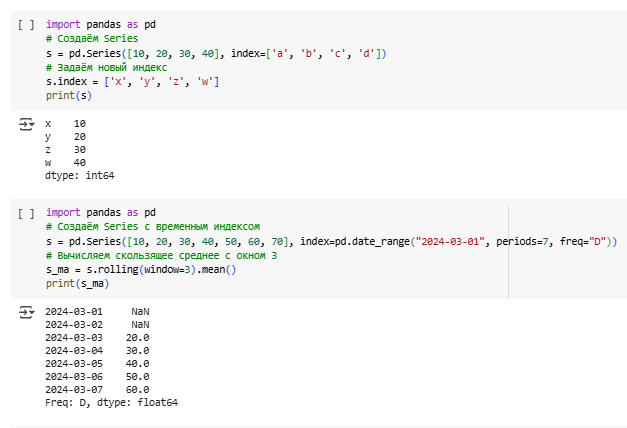 [ ] import pandas as pd
# Создаём Series
s = pd.Series([10, 20, 30, 40], index=['a', 'b', 'c', 'd'])
# Задаём новый индекс
s.index = ['x', 'y', 'z', 'w']
print(s)
x    10
y    20
z    30
w    40
dtype: int64
[ ] import pandas as pd
# Создаём Series с временным индексом
s = pd.Series([10, 20, 30, 40, 50, 60, 70], index=pd.date_range("2024-03-01", periods=7, freq="D"))
# Вычисляем скользящее среднее с окном 3
s_ma = s.rolling(window=3).mean()
print(s_ma)
2024-03-01     NaN
2024-03-02     NaN
2024-03-03    20.0
2024-03-04    30.0
2024-03-05    40.0
2024-03-06    50.0
2024-03-07    60.0
Freq: D, dtype: float64